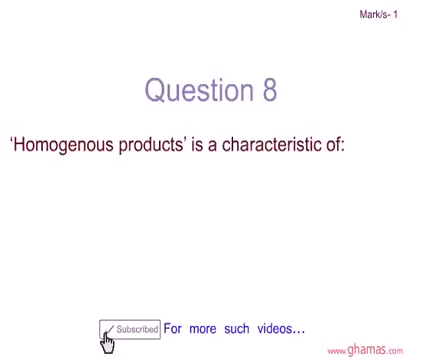 Mark/s- 1
Question 8
‘Homogenous products’ is a characteristic of:
Subscribed For more such videos...
www.ghamas.com